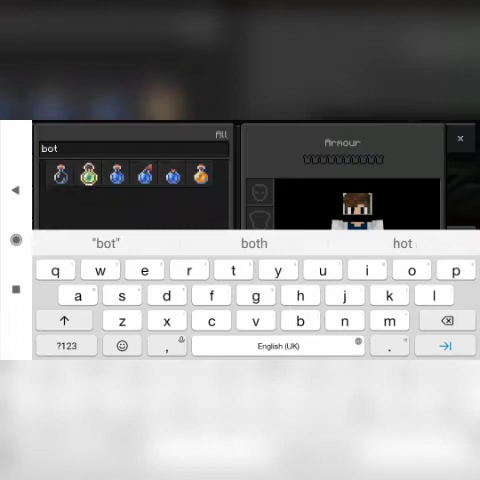 All
bot
Armour
×
"bot"
both
hot
q w e r t y u i o p
a s d f g h j k l
z x c v b n m
?123 , English (UK) .